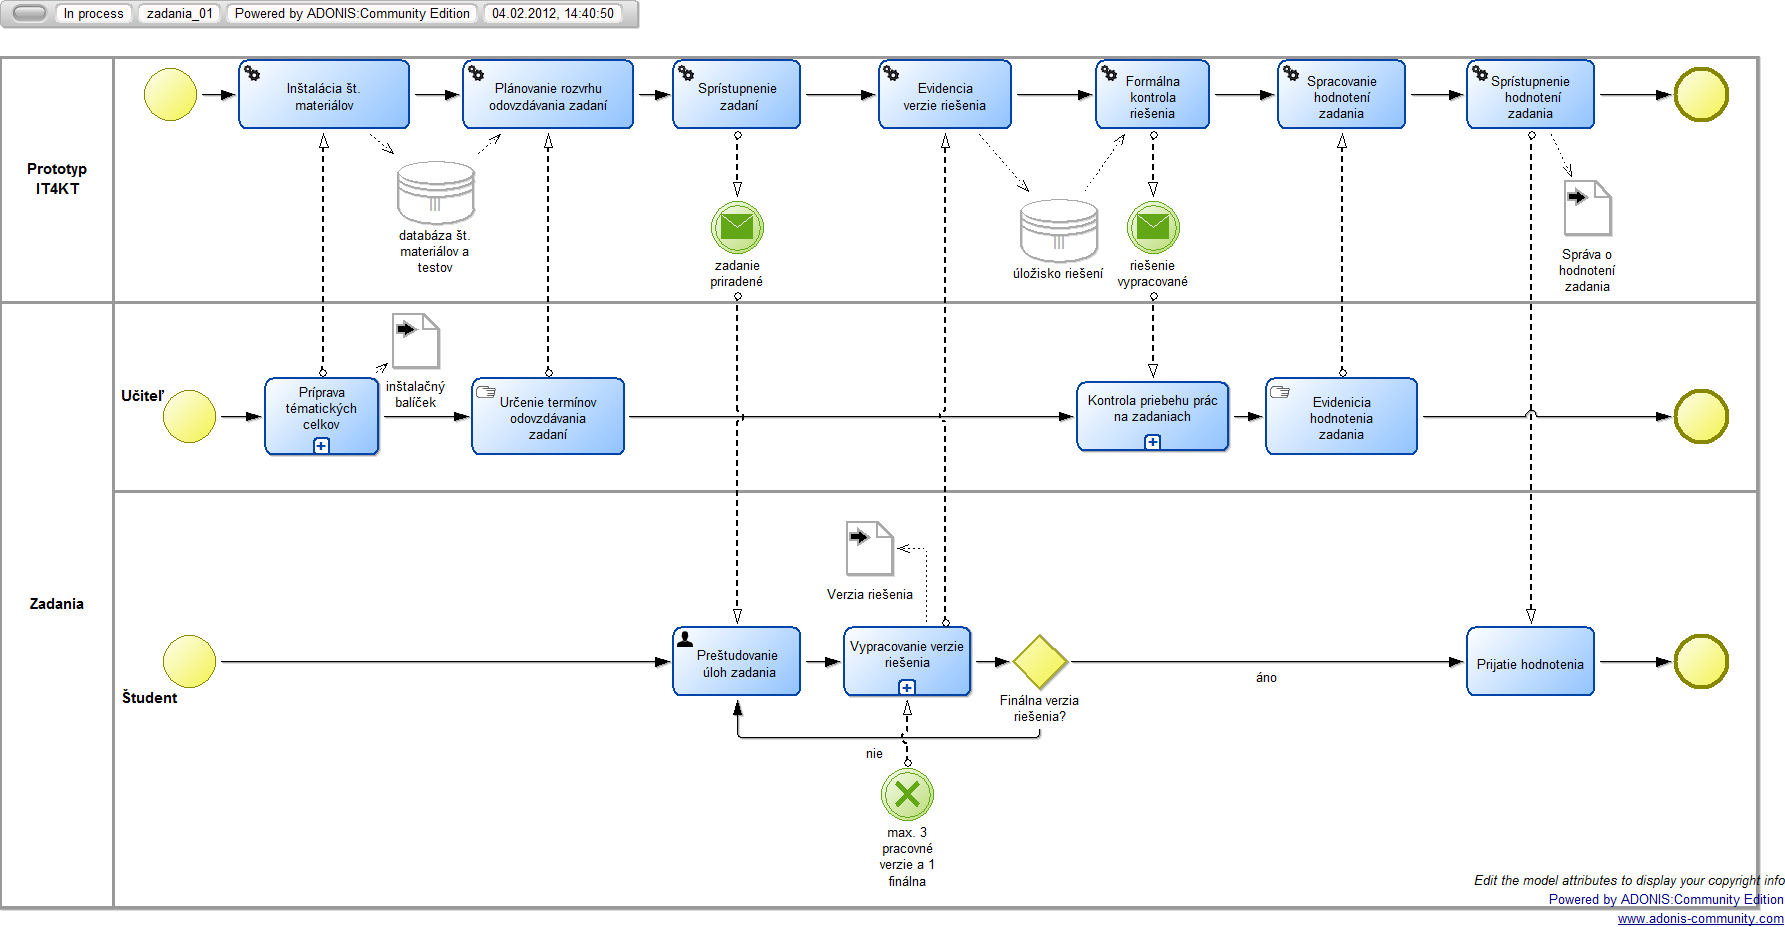 In process
zadania_01
Powered by ADONIS:Community Edition
04.02.2012, 14:40:50
Prototyp
IT4KT
Inštalácia št.
materiálov
Plánovanie rozvrhu
odovzdávania zadaní
Sprístupnenie
zadaní
Evidencia
verzie riešenia
Formálna
kontrola
riešenia
Spracovanie
hodnotení
zadania
Sprístupnenie
hodnotení
zadania
databáza št.
materiálov a
testov
zadanie
priradené
úložisko riešení
riešenie
vypracované
Správa o
hodnotení
zadania
Zadania
Učiteľ
Príprava
tématických
celkov
inštalačný
balíček
Určenie termínov
odovzdávania
zadaní
Kontrola priebehu prác
na zadaniach
Evidenicia
hodnotenia
zadania
Študent
Preštudovanie
úloh zadania
Verzia riešenia
Vypracovanie verzie
riešenia
Finálna verzia
riešenia?
áno
nie
Prijatie hodnotenia
max. 3
pracovné
verzie a 1
finálna
Edit the model attributes to display your copyright info
Powered by ADONIS:Community Edition
www.adonis-community.com